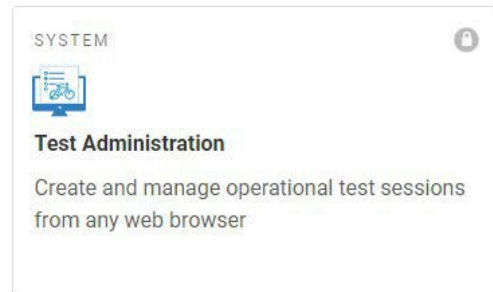 SYSTEM
Test Administration
Create and manage operational test sessions
from any web browser